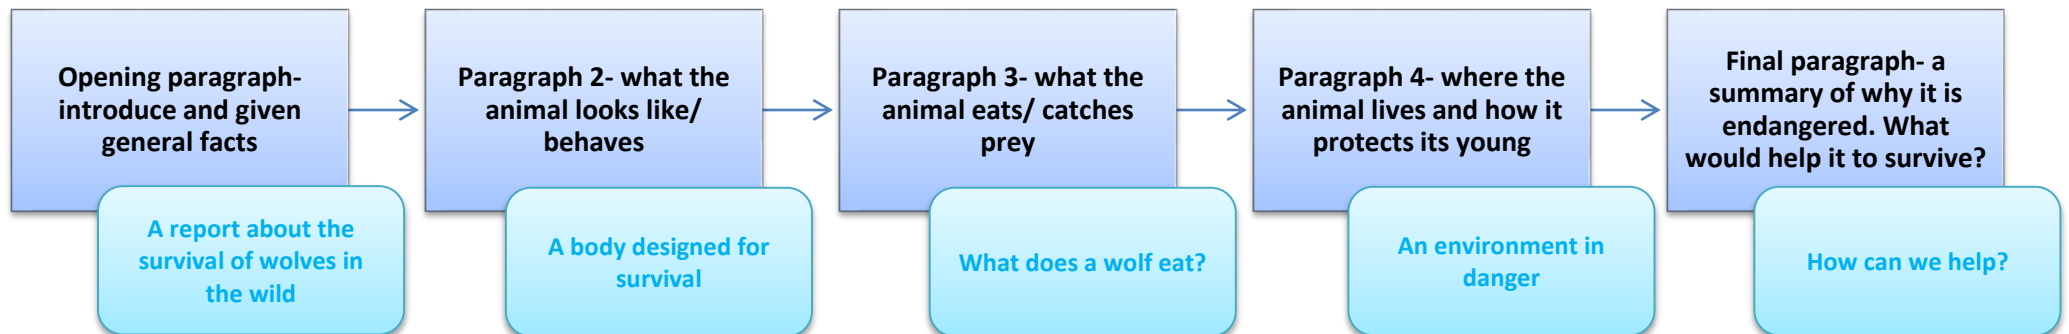 Opening paragraph-
introduce and given
general facts
A report about the
survival of wolves in
the wild
Paragraph 2- what the
animal looks like/
behaves
A body designed for
survival
Paragraph 3- what the
animal eats/ catches
prey
What does a wolf eat?
Paragraph 4- where the
animal lives and how it
protects its young
An environment in
danger
Final paragraph- a
summary of why it is
endangered. What
would help it to survive?
How can we help?